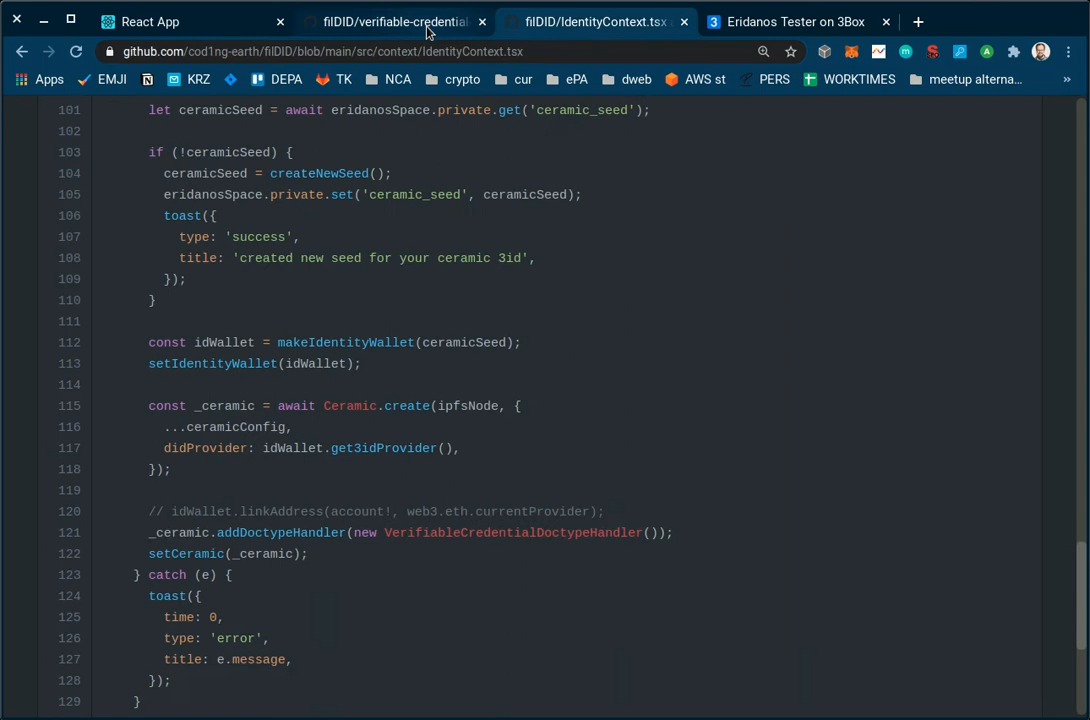 React App
filDID/verifiable-credential
filDID/IdentityContext.tsx
Eridanos Tester on 3Box
github.com/cod1ng-earth/filDID/blob/main/src/context/IdentityContext.tsx
Apps EMJI KRZ DEPA TK NCA crypto cur ePA dweb AWS st PERS WORKTIMES meetup alterna... »
101 let ceramicSeed = await eridanosSpace.private.get('ceramic_seed');
102
103 if (!ceramicSeed) {
104 ceramicSeed = createNewSeed();
105 eridanosSpace.private.set('ceramic_seed', ceramicSeed);
106 toast({
107 type: 'success',
108 title: 'created new seed for your ceramic 3id',
109 });
110 }
111
112 const idWallet = makeIdentityWallet(ceramicSeed);
113 setIdentityWallet(idWallet);
114
115 const _ceramic = await Ceramic.create(ipfsNode, {
116 ...ceramicConfig,
117 didProvider: idWallet.get3idProvider(),
118 });
119
120 // idWallet.linkAddress(account!, web3.eth.currentProvider);
121 _ceramic.addDoctypeHandler(new VerifiableCredentialDoctypeHandler());
122 setCeramic(_ceramic);
123 } catch (e) {
124 toast({
125 time: 0,
126 type: 'error',
127 title: e.message,
128 });
129 }